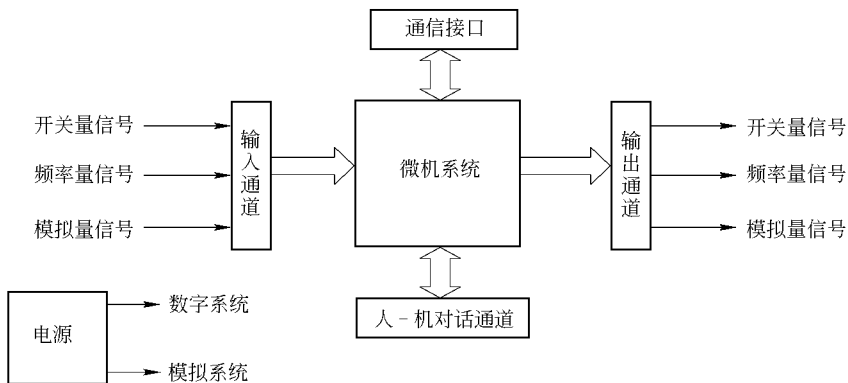 通信接口
开关量信号
频率量信号
模拟量信号
输入通道
微机系统
输出通道
开关量信号
频率量信号
模拟量信号
人-机对话通道
电源
数字系统
模拟系统